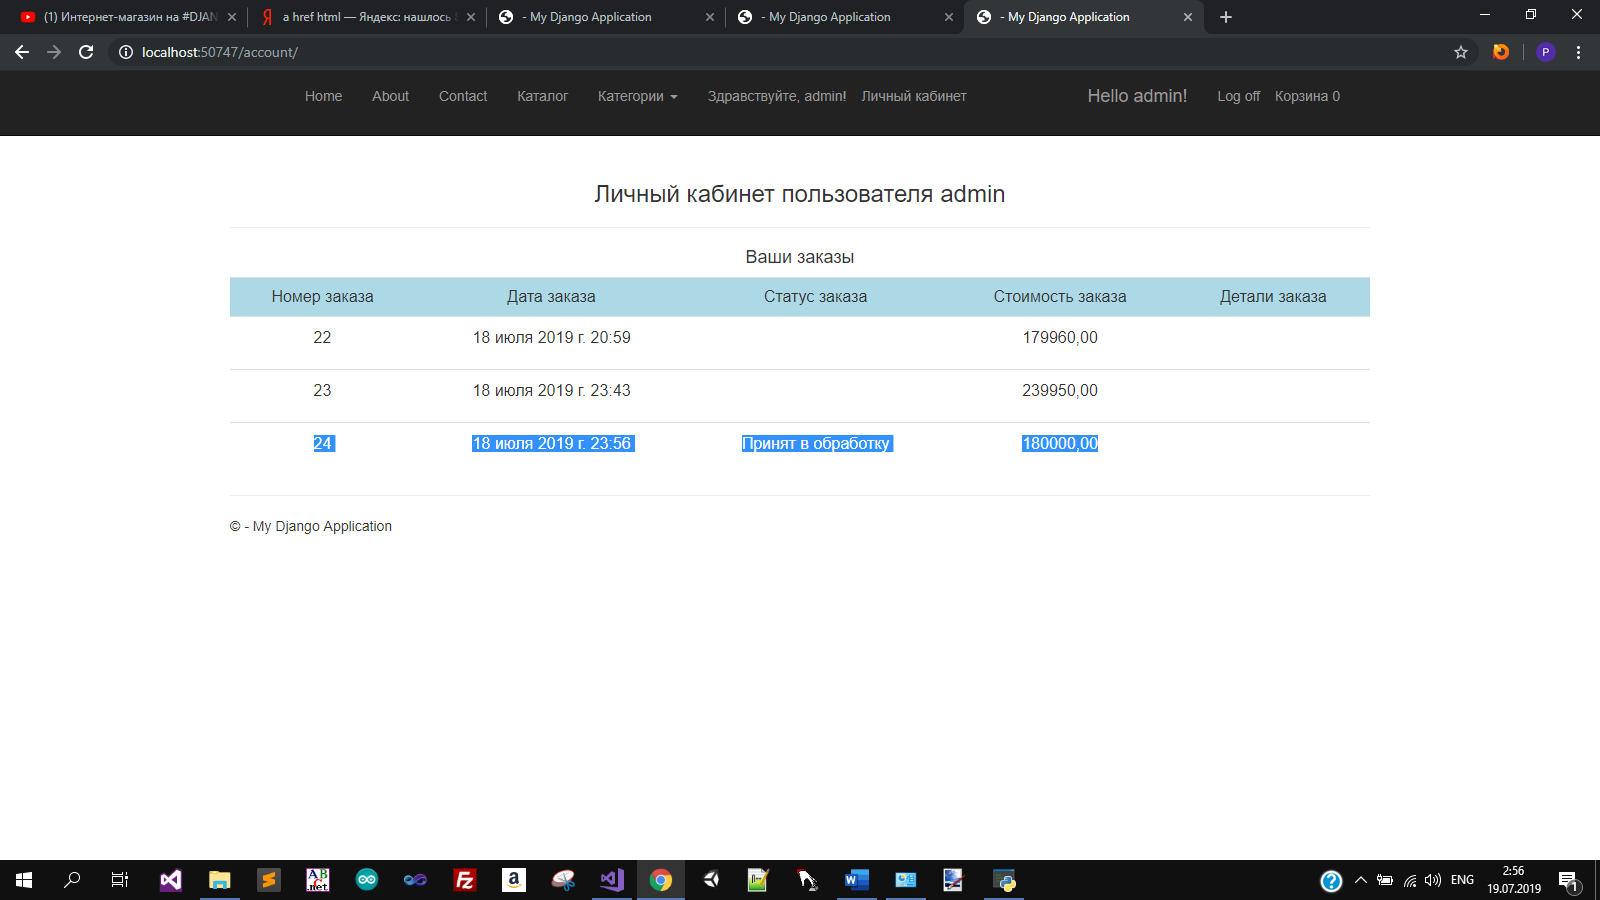 (1) Интернет-магазин на #DJAN
a href html — Яндекс: нашлось
- My Django Application
- My Django Application
- My Django Application
localhost:50747/account/
P
Home About Contact Каталог Категории Здравствуйте, admin! Личный кабинет Hello admin! Log off Корзина 0
Личный кабинет пользователя admin
Ваши заказы
Номер заказа Дата заказа Статус заказа Стоимость заказа Детали заказа
22 18 июля 2019 г. 20:59 179960,00
23 18 июля 2019 г. 23:43 239950,00
24 18 июля 2019 г. 23:56 Принят в обработку 180000,00
© - My Django Application
ENG
2:56
19.07.2019
1